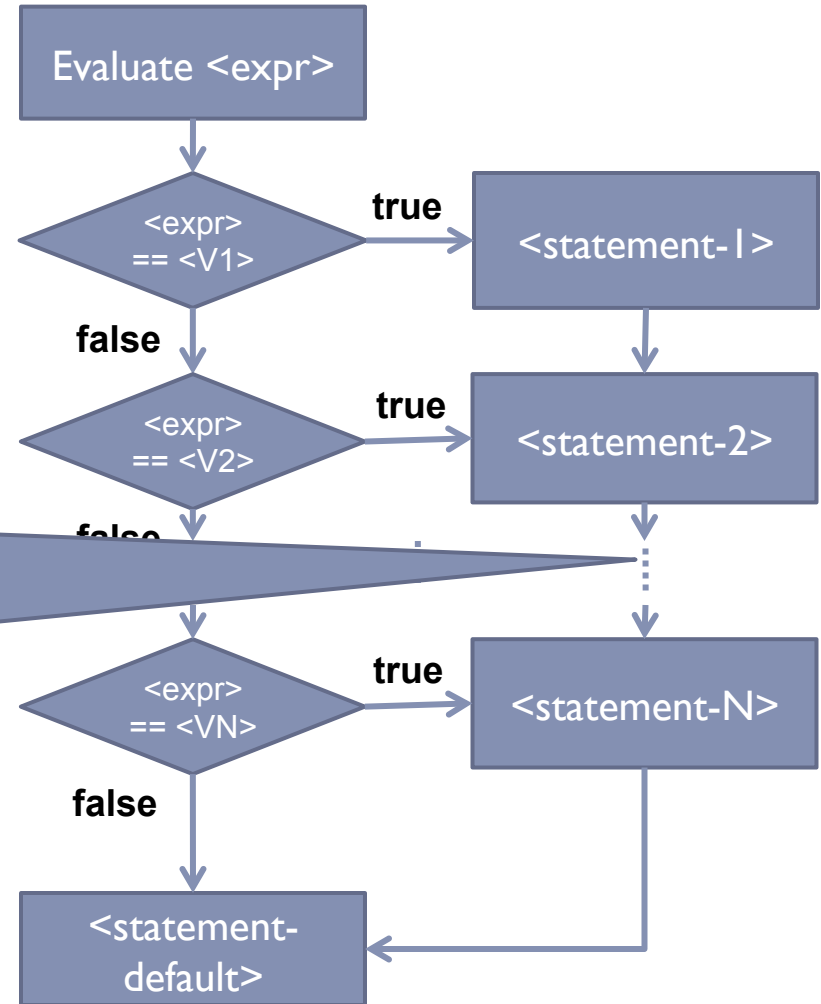 Evaluate <expr>
<expr>
== <V1>
true
<statement-1>
false
<expr>
== <V2>
true
<statement-2>
false
<expr>
== <VN>
true
<statement-N>
false
<statement-
default>